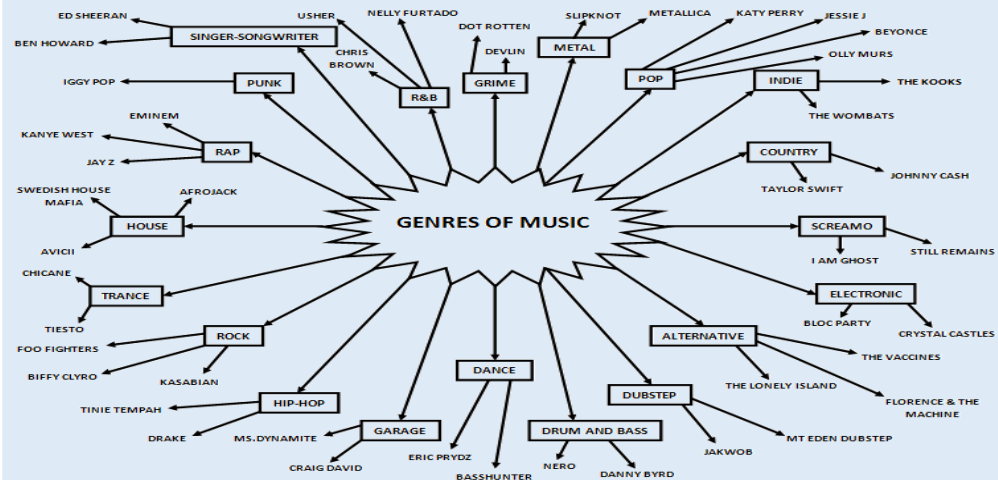 ED SHEERAN
USHER
NELLY FURTADO
SLIPKNOT
METALLICA
KATY PERRY
JESSIE J
BEN HOWARD
SINGER-SONGWRITER
CHRIS
BROWN
DOT ROTTEN
DEVLIN
METAL
BEYONCE
OLLY MURS
IGGY POP
PUNK
R&B
GRIME
POP
INDIE
THE KOOKS
EMINEM
THE WOMBATS
KANYE WEST
RAP
JAY Z
COUNTRY
JOHNNY CASH
TAYLOR SWIFT
SWEDISH HOUSE
MAFIA
AFROJACK
HOUSE
AVICII
GENRES OF MUSIC
SCREAMO
I AM GHOST
STILL REMAINS
CHICANE
TRANCE
TIESTO
ELECTRONIC
BLOC PARTY
CRYSTAL CASTLES
FOO FIGHTERS
ROCK
BIFFY CLYRO
KASABIAN
ALTERNATIVE
THE VACCINES
THE LONELY ISLAND
FLORENCE & THE
MACHINE
DANCE
DUBSTEP
TINIE TEMPAH
HIP-HOP
DRAKE
MS.DYNAMITE
GARAGE
CRAIG DAVID
ERIC PRYDZ
BASSHUNTER
DRUM AND BASS
NERO
DANNY BYRD
JAKWOB
MT EDEN DUBSTEP